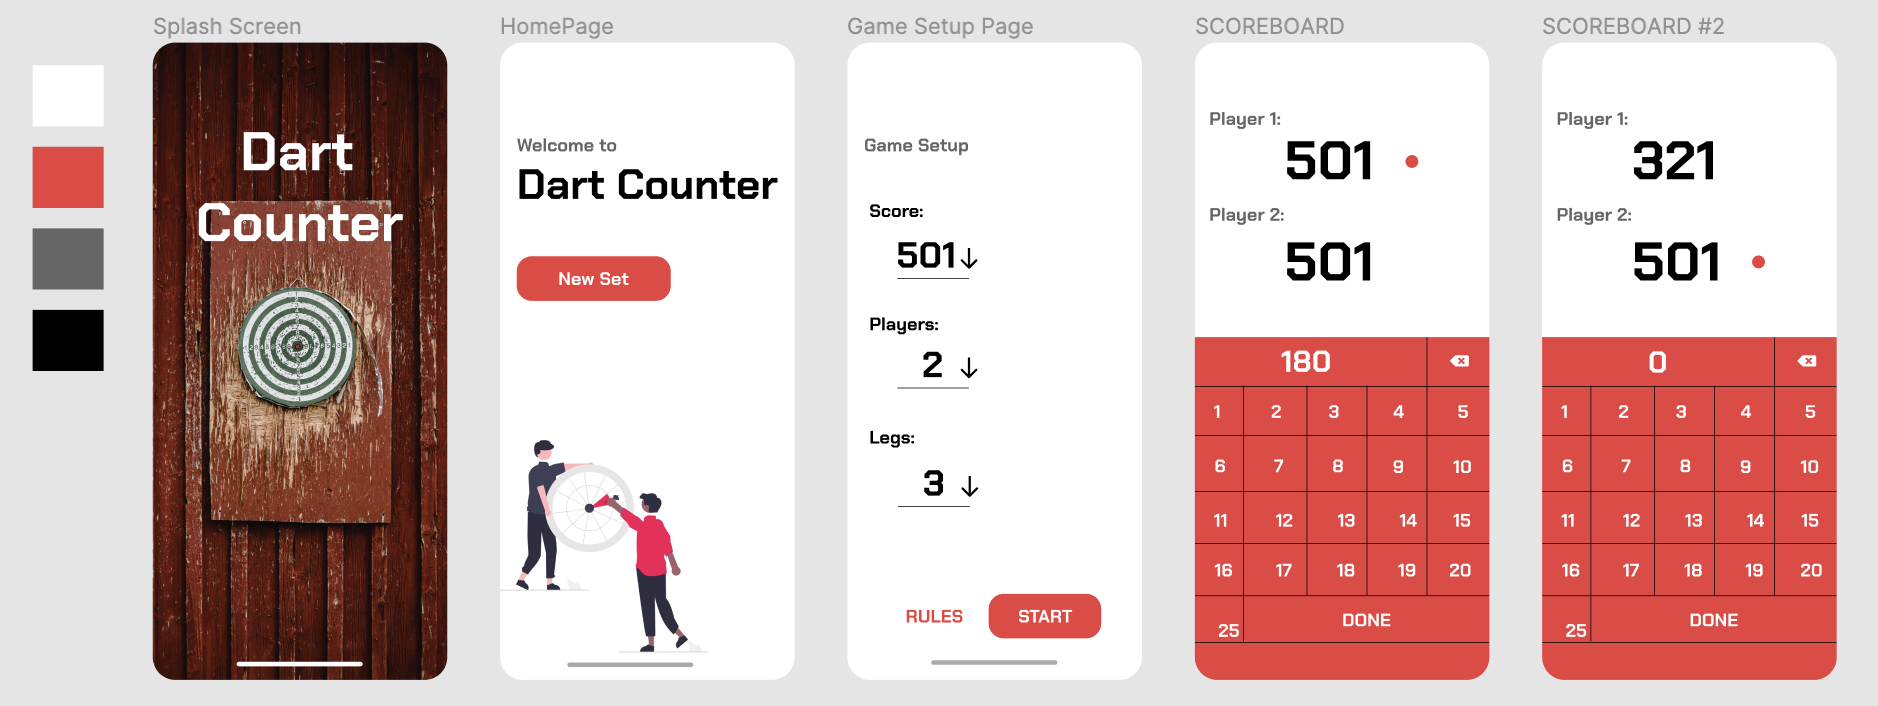 Splash Screen
Dart
Counter
HomePage
Welcome to
Dart Counter
New Set
Game Setup Page
Game Setup
Score:
501↓
Players:
2 ↓
Legs:
3 ↓
RULES START
SCOREBOARD
Player 1:
501
Player 2:
501
180
1 2 3 4 5
6 7 8 9 10
11 12 13 14 15
16 17 18 19 20
25 DONE
SCOREBOARD #2
Player 1:
321
Player 2:
501
0
1 2 3 4 5
6 7 8 9 10
11 12 13 14 15
16 17 18 19 20
25 DONE